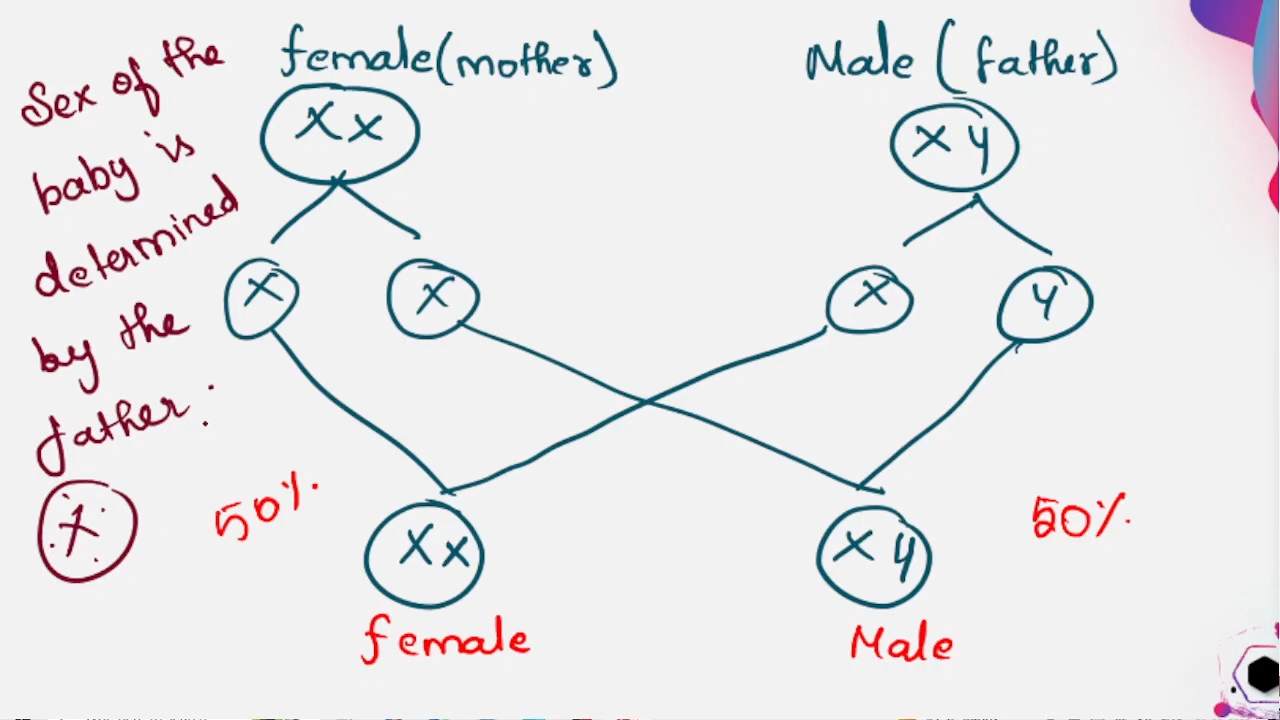 female(mother)
Male (father)
Sex of the
baby is
determined
by the
father.
Xx
XY
X
X
X
Y
50%.
50%.
X
Xx
XY
female
Male